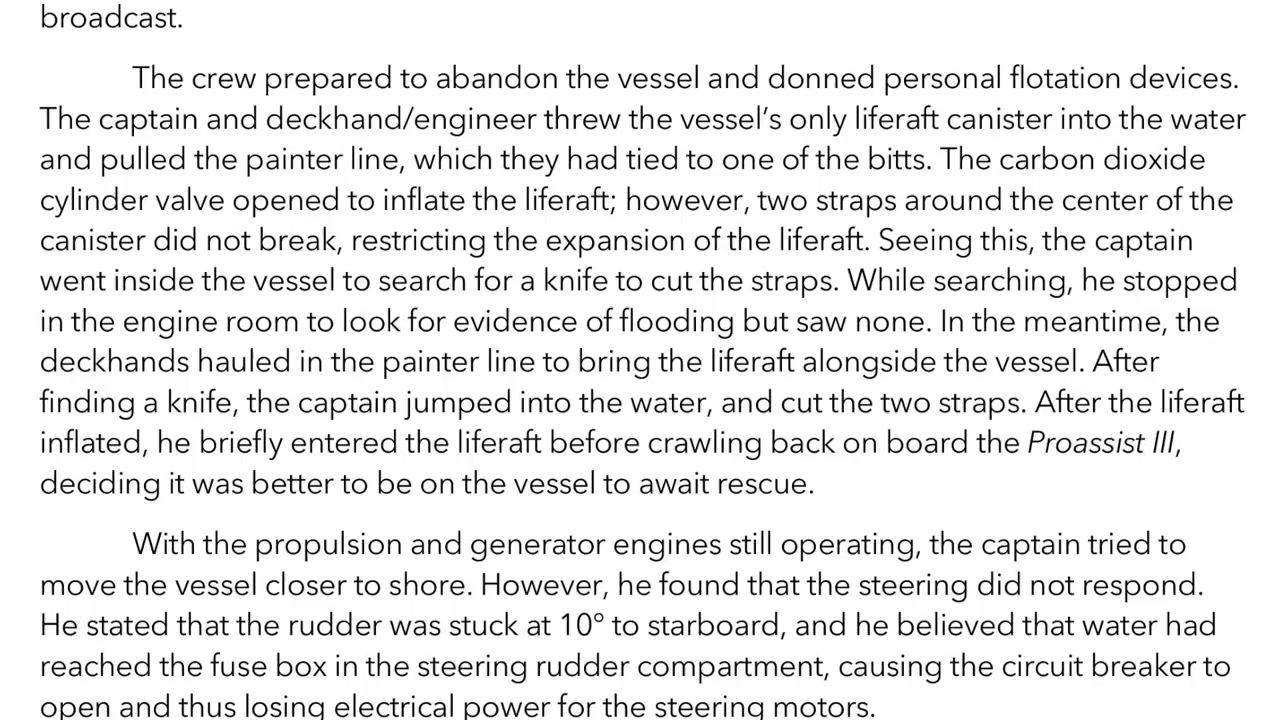 broadcast.
The crew prepared to abandon the vessel and donned personal flotation devices.
The captain and deckhand/engineer threw the vessel’s only liferaft canister into the water
and pulled the painter line, which they had tied to one of the bitts. The carbon dioxide
cylinder valve opened to inflate the liferaft; however, two straps around the center of the
canister did not break, restricting the expansion of the liferaft. Seeing this, the captain
went inside the vessel to search for a knife to cut the straps. While searching, he stopped
in the engine room to look for evidence of flooding but saw none. In the meantime, the
deckhands hauled in the painter line to bring the liferaft alongside the vessel. After
finding a knife, the captain jumped into the water, and cut the two straps. After the liferaft
inflated, he briefly entered the liferaft before crawling back on board the Proassist III,
deciding it was better to be on the vessel to await rescue.
With the propulsion and generator engines still operating, the captain tried to
move the vessel closer to shore. However, he found that the steering did not respond.
He stated that the rudder was stuck at 10° to starboard, and he believed that water had
reached the fuse box in the steering rudder compartment, causing the circuit breaker to
open and thus losing electrical power for the steering motors.